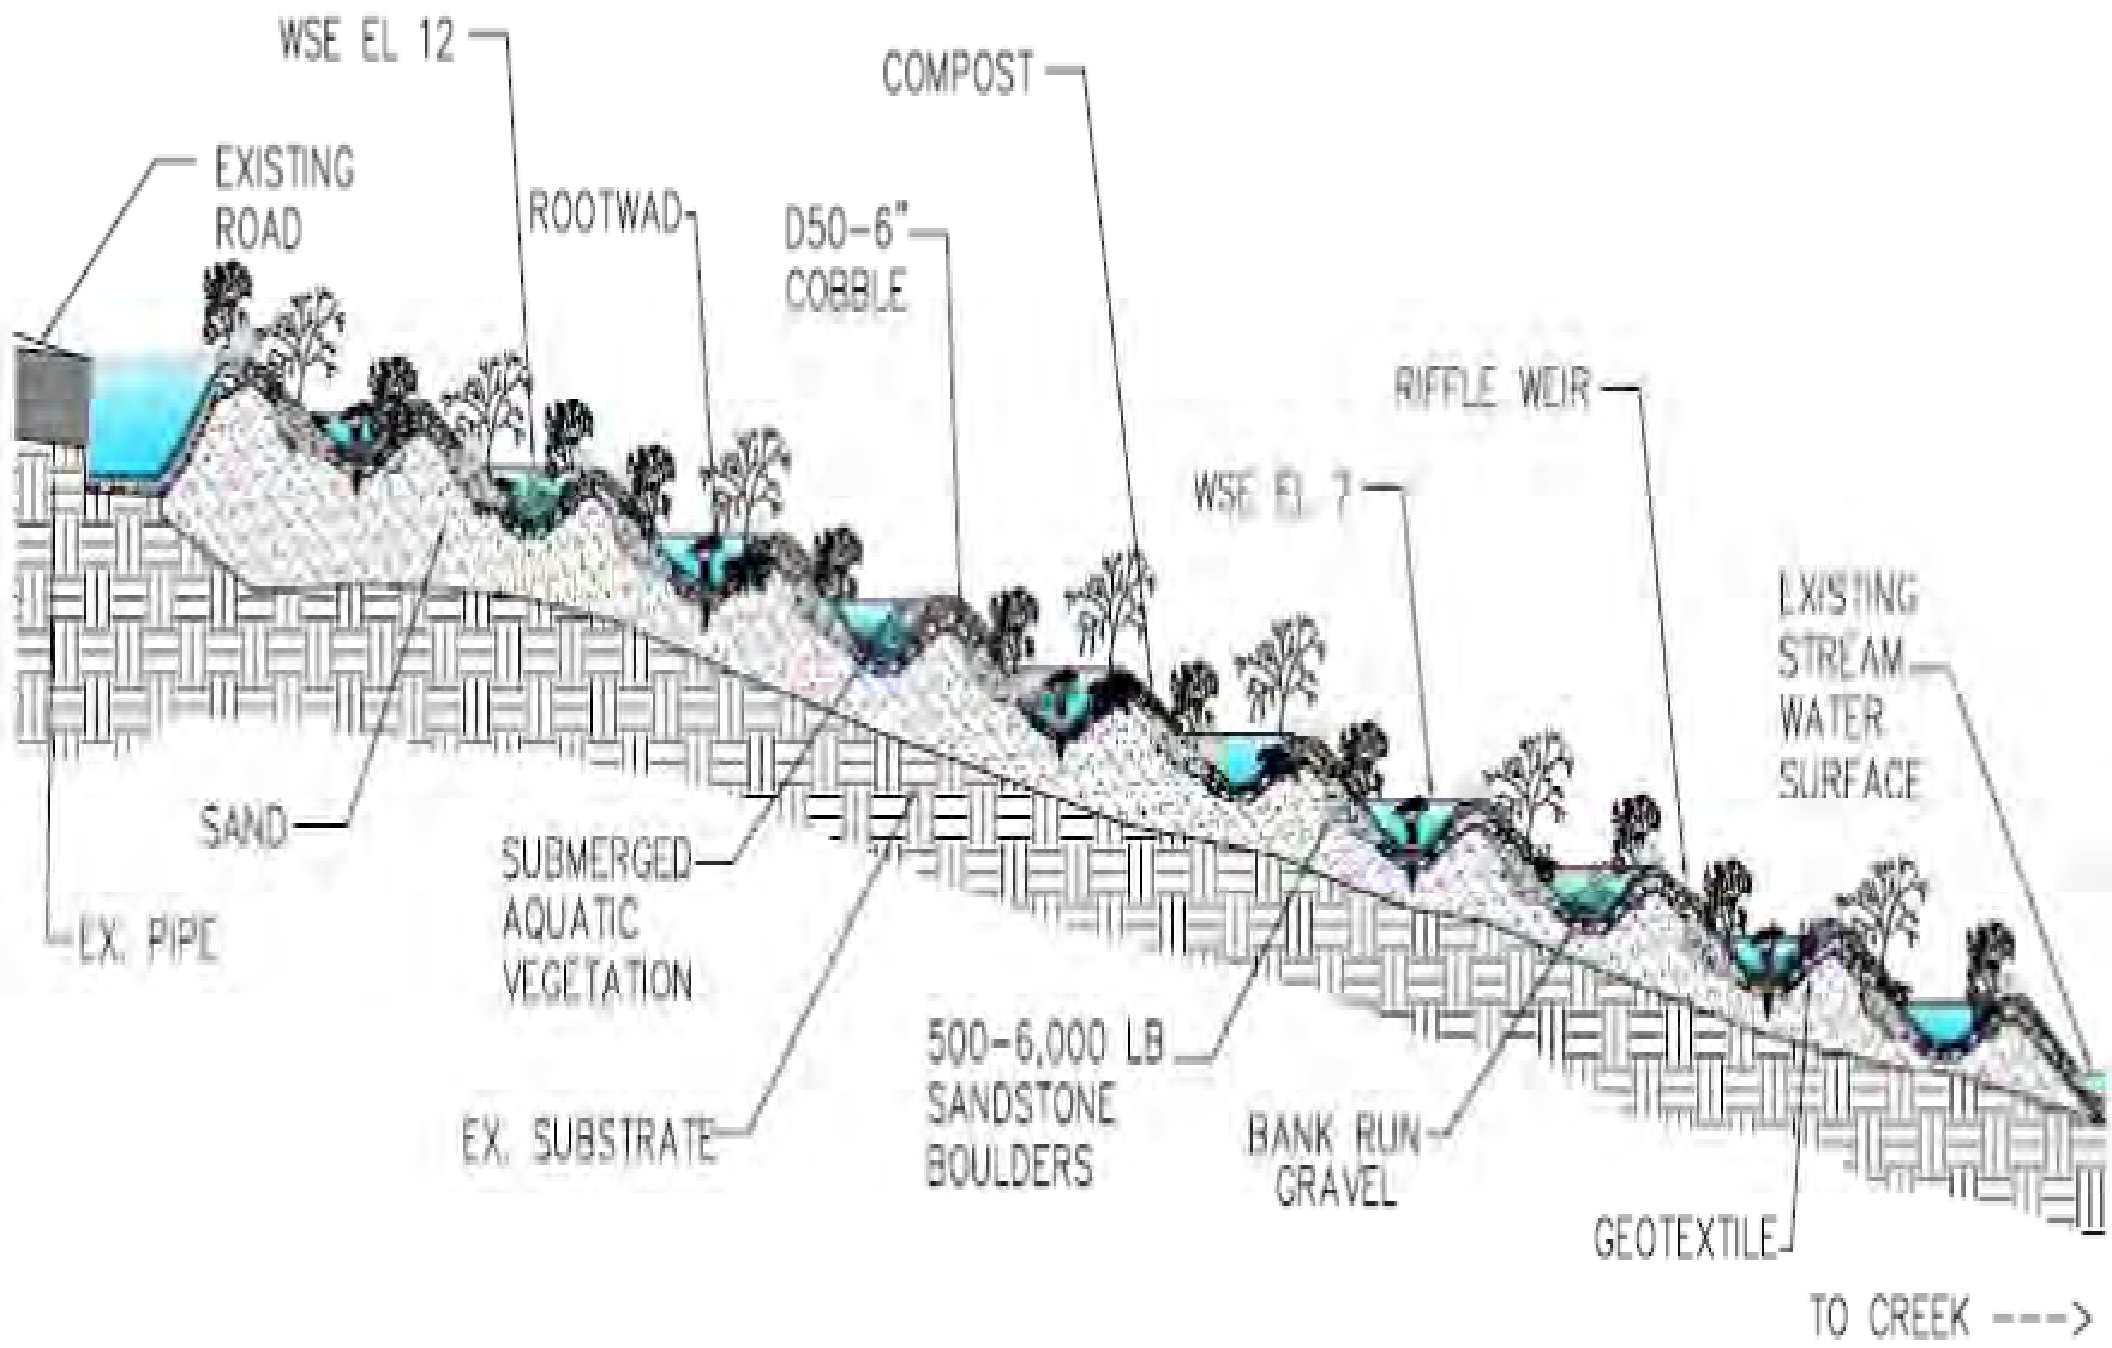 WSE EL 12
COMPOST
EXISTING
ROAD
ROOTWAD
D50-6"
COBBLE
RIFFLE WEIR
WSE EL 7
EXISTING
STREAM
WATER
SURFACE
SAND
SUBMERGED
AQUATIC
VEGETATION
EX. PIPE
500-6,000 LB
SANDSTONE
BOULDERS
EX. SUBSTRATE
BANK RUN
GRAVEL
GEOTEXTILE
TO CREEK --->